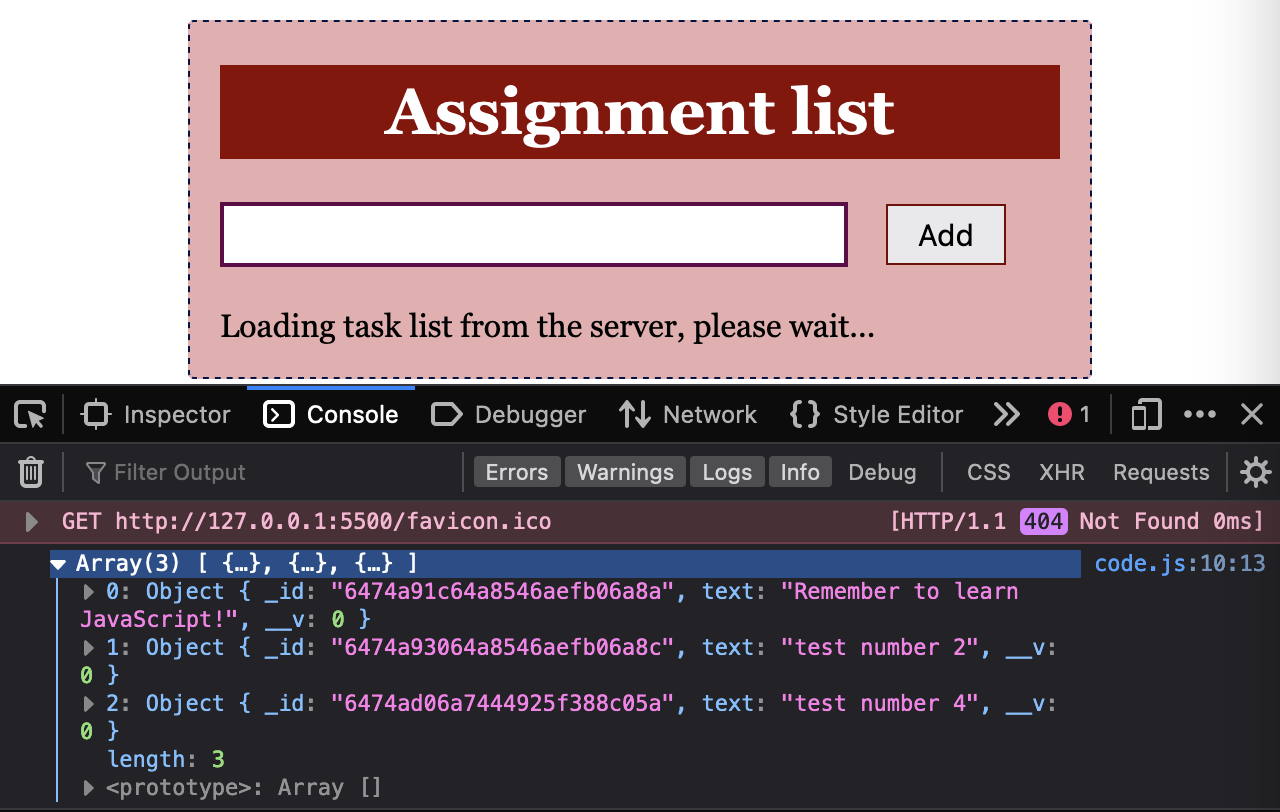 Assignment list
Add
Loading task list from the server, please wait...
Inspector Console Debugger Network Style Editor 1
Filter Output Errors Warnings Logs Info Debug CSS XHR Requests
GET http://127.0.0.1:5500/favicon.ico [HTTP/1.1 404 Not Found 0ms]
Array(3) [ {…}, {…}, {…} ] code.js:10:13
0: Object { _id: "6474a91c64a8546aefb06a8a", text: "Remember to learn
JavaScript!", __v: 0 }
1: Object { _id: "6474a93064a8546aefb06a8c", text: "test number 2", __v:
0 }
2: Object { _id: "6474ad06a7444925f388c05a", text: "test number 4", __v:
0 }
length: 3
<prototype>: Array []